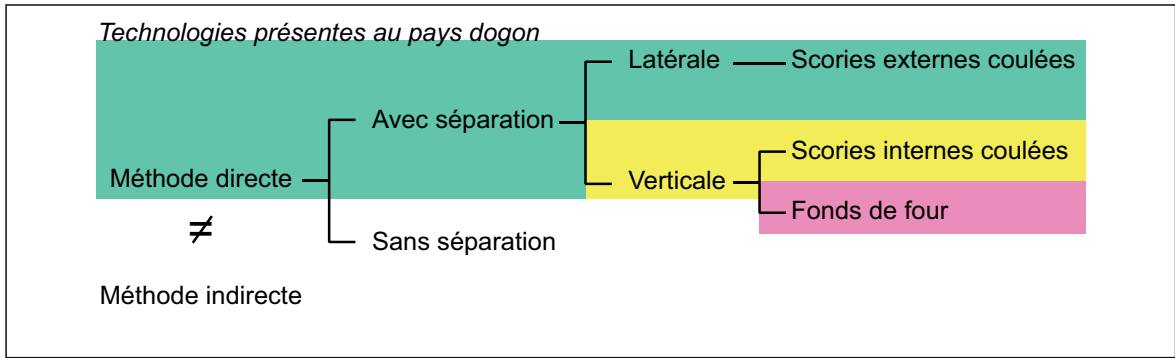 Technologies présentes au pays dogon
Latérale
Scories externes coulées
Avec séparation
Scories internes coulées
Méthode directe
Verticale
Fonds de four
≠
Sans séparation
Méthode indirecte